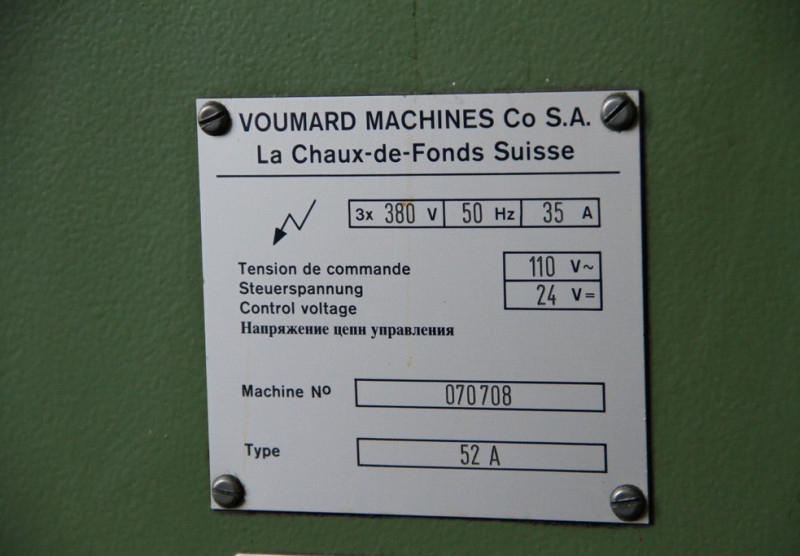 VOUMARD MACHINES Co S.A.
La Chaux-de-Fonds Suisse
3x 380 V 50 Hz 35 A
Tension de commande 110 V~
Steuerspannung 24 V=
Control voltage
Напряжение цепи управления
Machine Nº 070708
Type 52 A